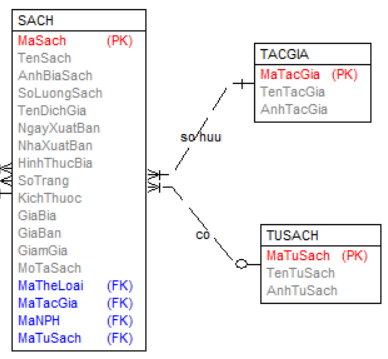 SACH
MaSach (PK)
TenSach
AnhBiaSach
SoLuongSach
TenDichGia
NgayXuatBan
NhaXuatBan
HinhThucBia
SoTrang
KichThuoc
GiaBia
GiaBan
GiamGia
MoTaSach
MaTheLoai (FK)
MaTacGia (FK)
MaNPH (FK)
MaTuSach (FK)
TACGIA
MaTacGia (PK)
TenTacGia
AnhTacGia
so huu
co
TUSACH
MaTuSach (PK)
TenTuSach
AnhTuSach